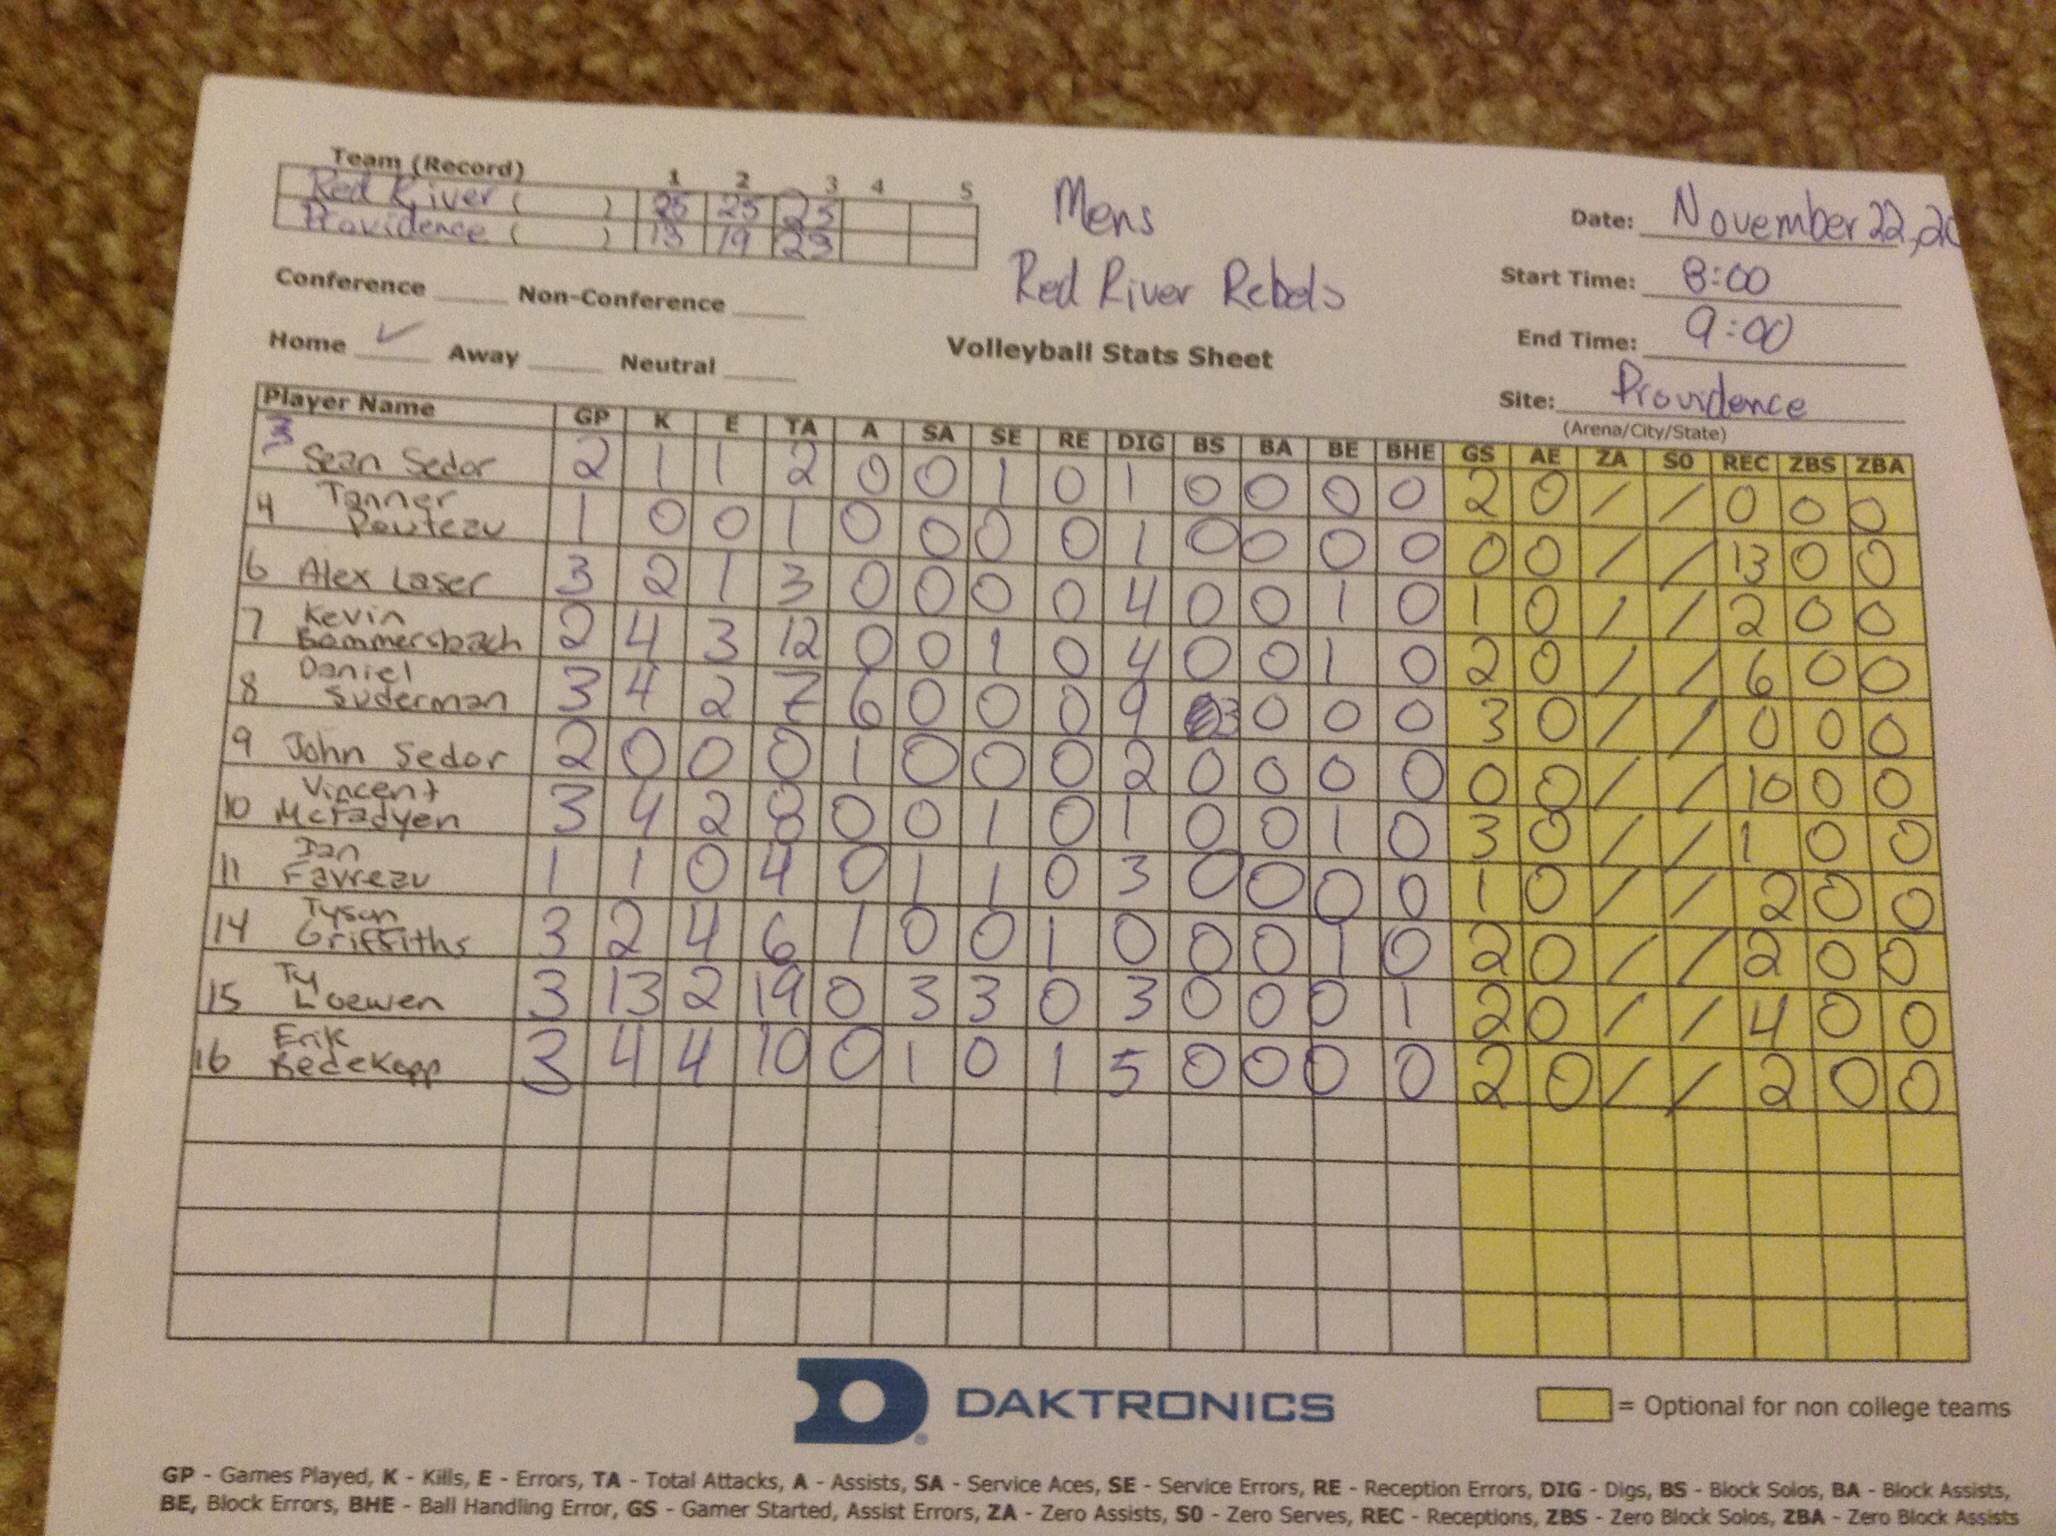 Team (Record) 1 2 3 4 5
Red River ( ) 25 25 25
Providence ( ) 13 19 23
Mens
Red River Rebels
Date: November 22, 20
Start Time: 8:00
End Time: 9:00
Site: Providence
(Arena/City/State)
Conference Non-Conference
Home ✓ Away Neutral
Volleyball Stats Sheet
Player Name GP K E TA A SA SE RE DIG BS BA BE BHE GS AE ZA SO REC ZBS ZBA
3 Sean Sedor 2 1 1 2 0 0 1 0 1 0 0 0 0 2 0 / / 0 0 0
4 Tanner Pouteau 1 0 0 1 0 0 0 0 1 0 0 0 0 0 0 / / 13 0 0
6 Alex Laser 3 2 1 3 0 0 0 0 4 0 0 1 0 1 0 / / 2 0 0
7 Kevin Bommersbach 2 4 3 12 0 0 1 0 4 0 0 1 0 2 0 / / 6 0 0
8 Daniel Suderman 3 4 2 7 6 0 0 0 9 3 0 0 0 3 0 / / 0 0 0
9 John Sedor 2 0 0 0 1 0 0 0 2 0 0 0 0 0 0 / / 10 0 0
10 Vincent McFadyen 3 4 2 8 0 0 1 0 1 0 0 1 0 3 0 / / 1 0 0
11 Ian Favreau 1 1 0 4 0 1 1 0 3 0 0 0 0 1 0 / / 2 0 0
14 Tyson Griffiths 3 2 4 6 1 0 0 1 0 0 0 1 0 2 0 / / 2 0 0
15 Ty Loewen 3 13 2 19 0 3 3 0 3 0 0 0 1 2 0 / / 4 0 0
16 Erik Redekopp 3 4 4 10 0 1 0 1 5 0 0 0 0 2 0 / / 2 0 0
DAKTRONICS
= Optional for non college teams
GP - Games Played, K - Kills, E - Errors, TA - Total Attacks, A - Assists, SA - Service Aces, SE - Service Errors, RE - Reception Errors, DIG - Digs, BS - Block Solos, BA - Block Assists,
BE, Block Errors, BHE - Ball Handling Error, GS - Gamer Started, Assist Errors, ZA - Zero Assists, S0 - Zero Serves, REC - Receptions, ZBS - Zero Block Solos, ZBA - Zero Block Assists